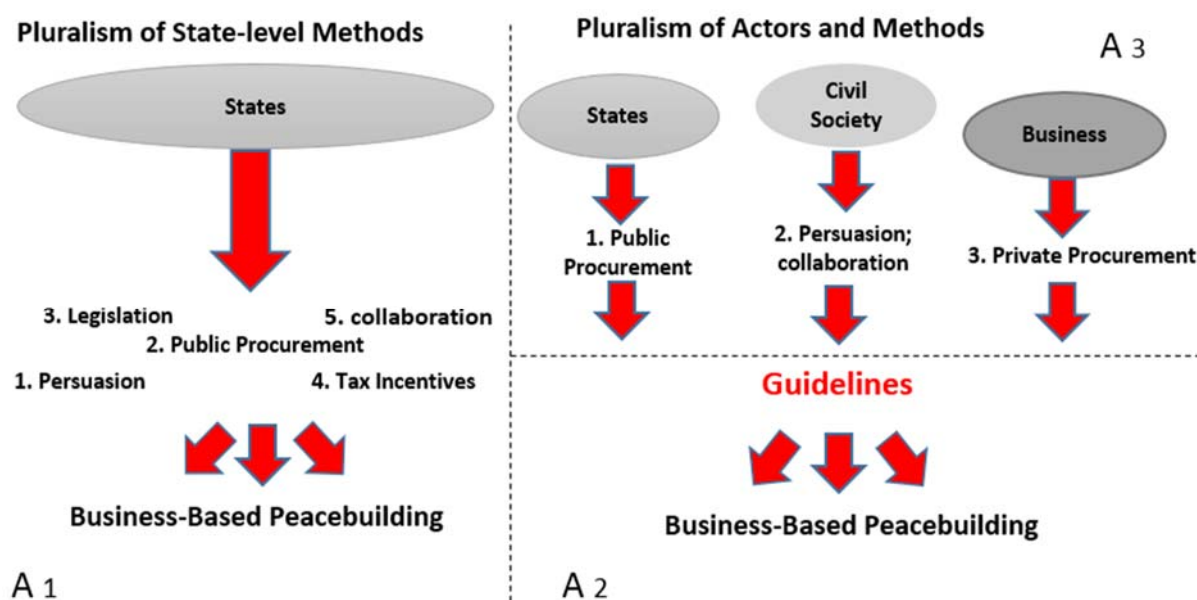 Pluralism of State-level Methods
States
3. Legislation
5. collaboration
2. Public Procurement
1. Persuasion
4. Tax Incentives
Business-Based Peacebuilding
A 1
Pluralism of Actors and Methods
A 3
States
Civil
Society
Business
1. Public
Procurement
2. Persuasion;
collaboration
3. Private Procurement
Guidelines
Business-Based Peacebuilding
A 2